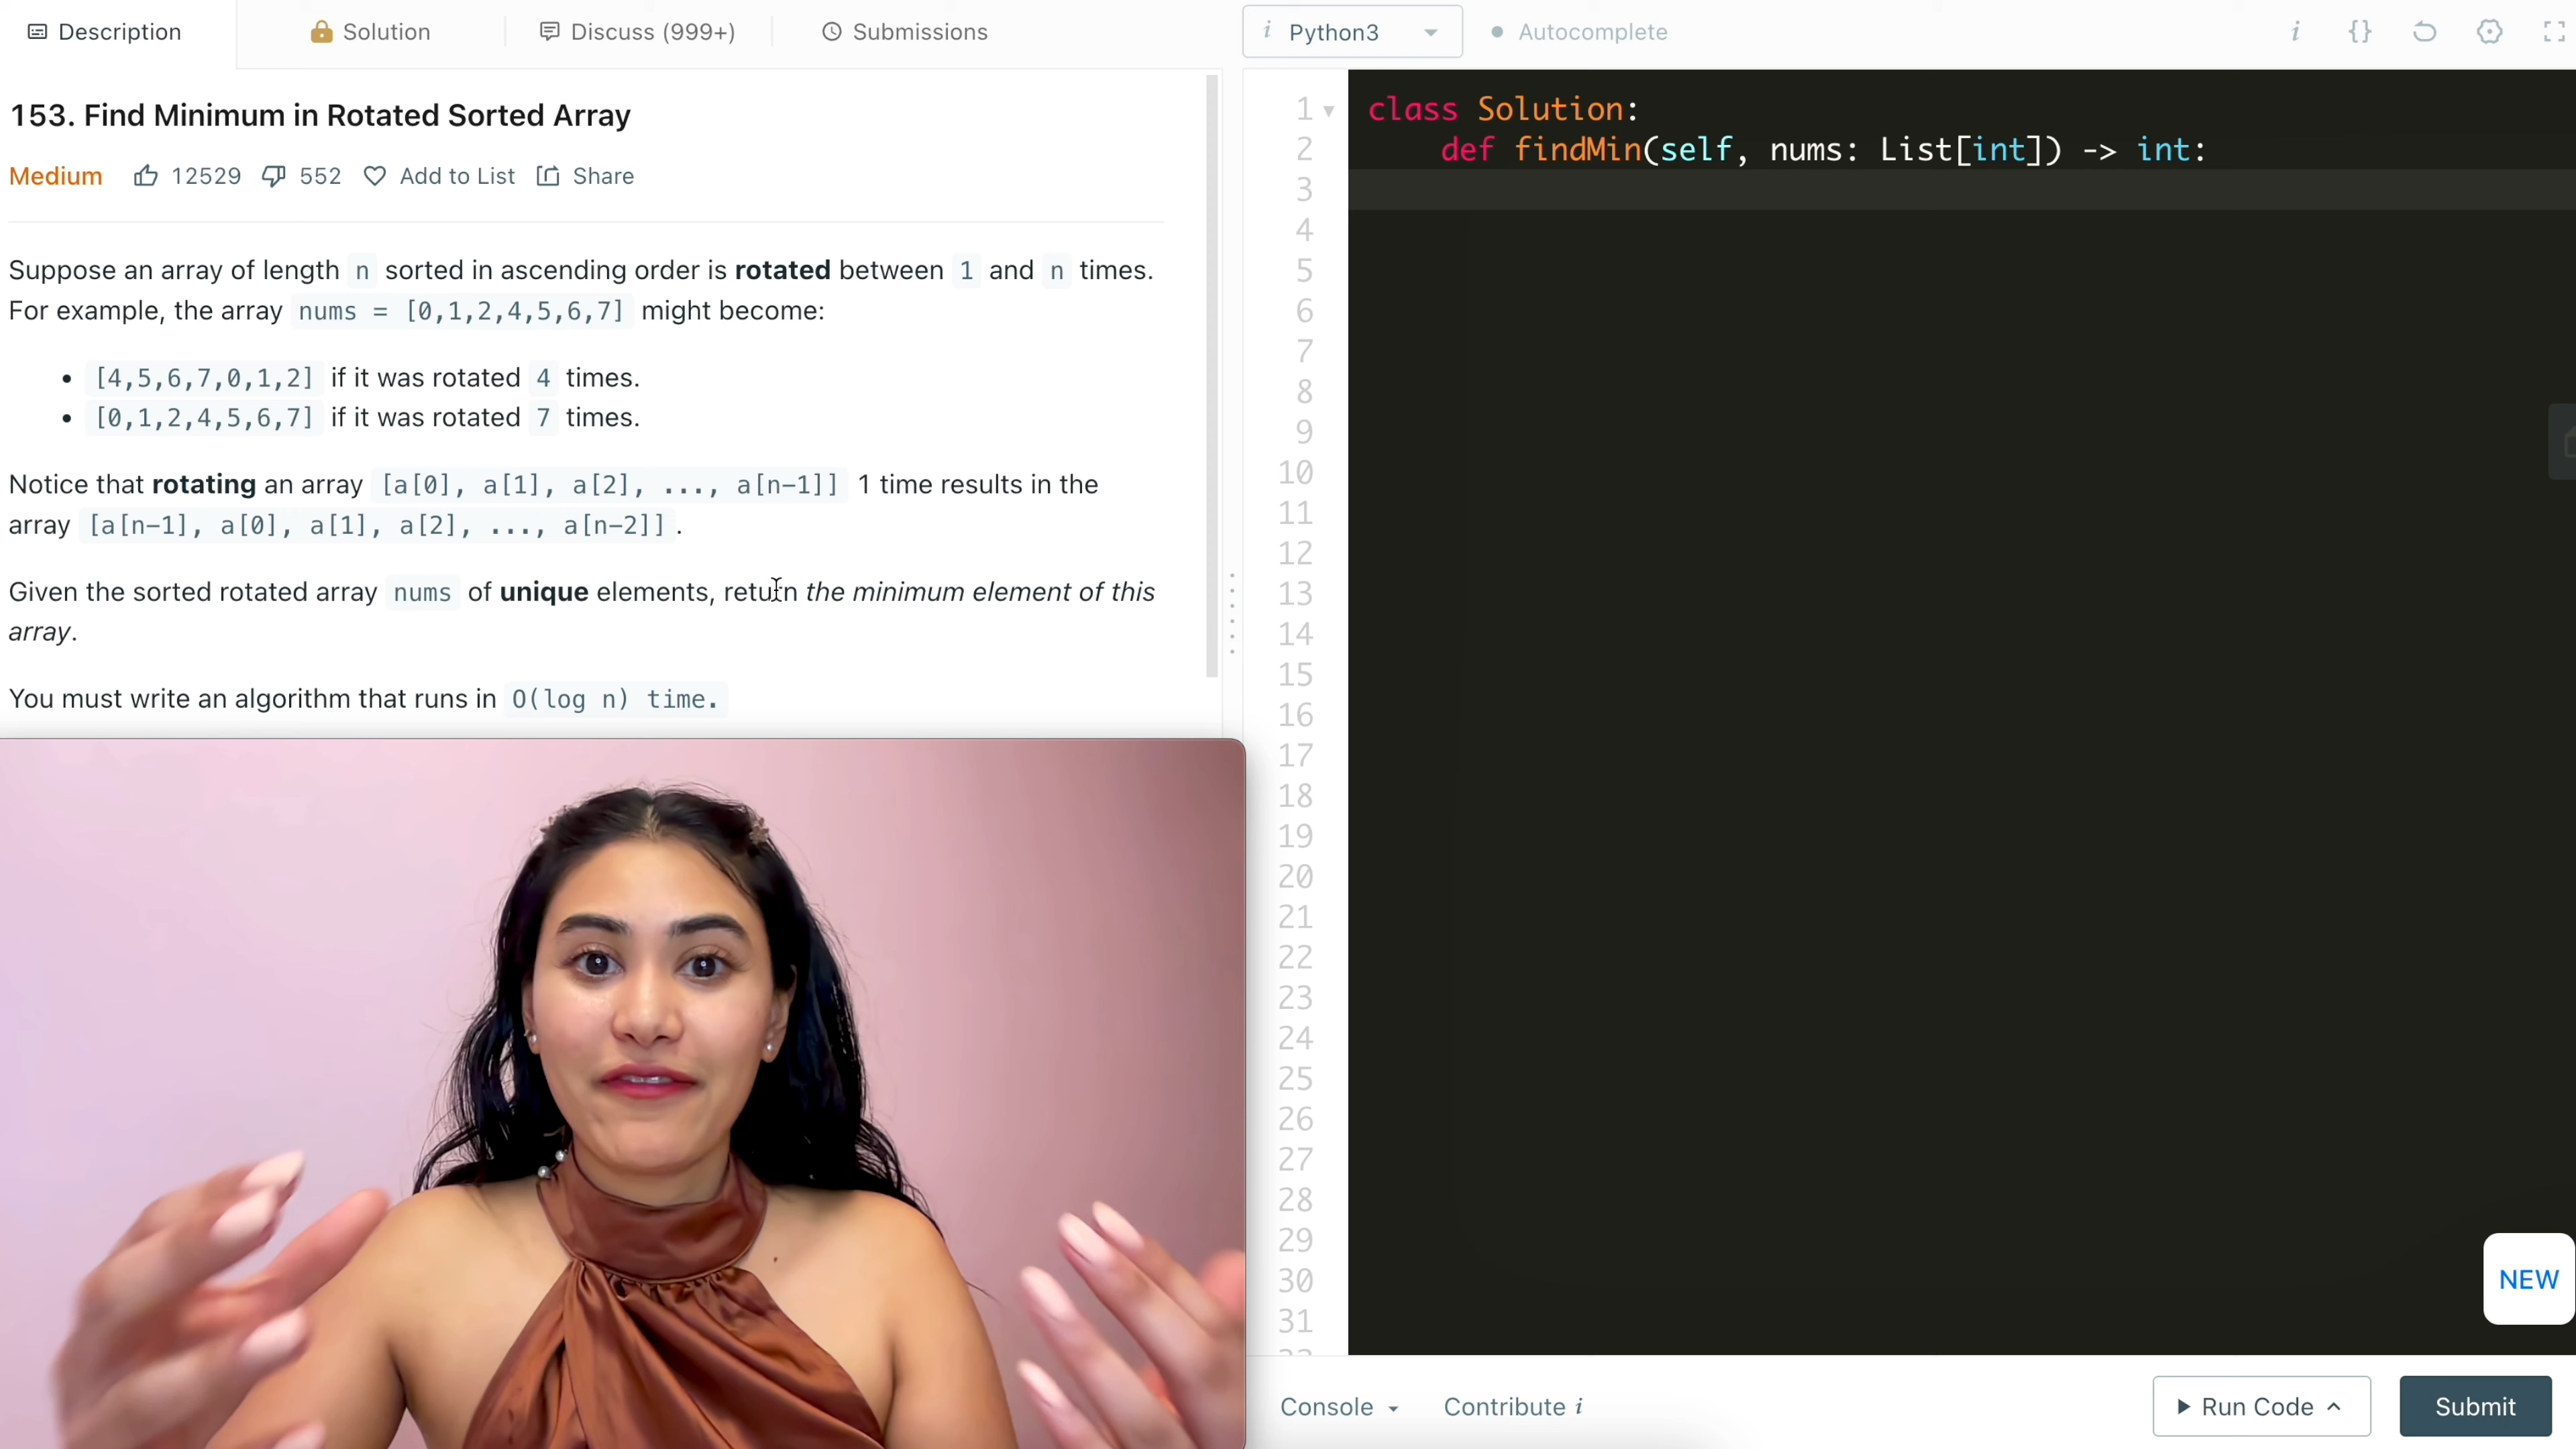 Description
Solution
Discuss (999+)
Submissions
153. Find Minimum in Rotated Sorted Array
Medium 12529 552 Add to List Share
Suppose an array of length n sorted in ascending order is rotated between 1 and n times.
For example, the array nums = [0,1,2,4,5,6,7] might become:
• [4,5,6,7,0,1,2] if it was rotated 4 times.
• [0,1,2,4,5,6,7] if it was rotated 7 times.
Notice that rotating an array [a[0], a[1], a[2], ..., a[n-1]] 1 time results in the
array [a[n-1], a[0], a[1], a[2], ..., a[n-2]] .
Given the sorted rotated array nums of unique elements, return the minimum element of this
array.
You must write an algorithm that runs in O(log n) time.
i Python3
Autocomplete
i {}
1 class Solution:
2 def findMin(self, nums: List[int]) -> int:
3
4
5
6
7
8
9
10
11
12
13
14
15
16
17
18
19
20
21
22
23
24
25
26
27
28
29
30
31
NEW
Console
Contribute i
Run Code
Submit